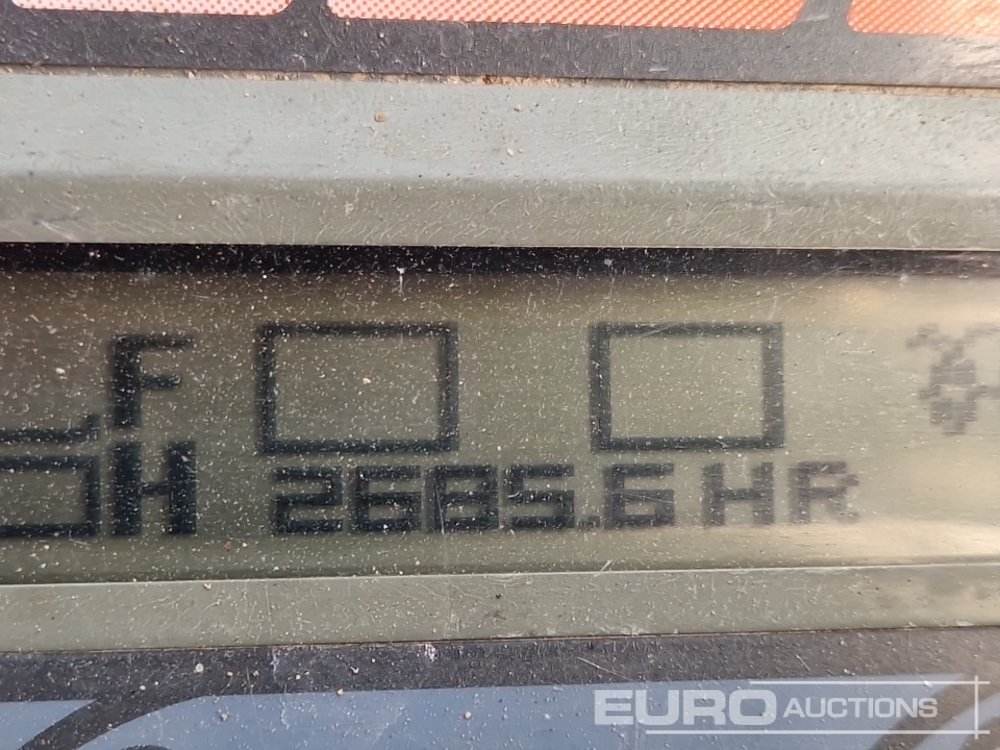 F
H
2685.6 HR
EURO AUCTIONS